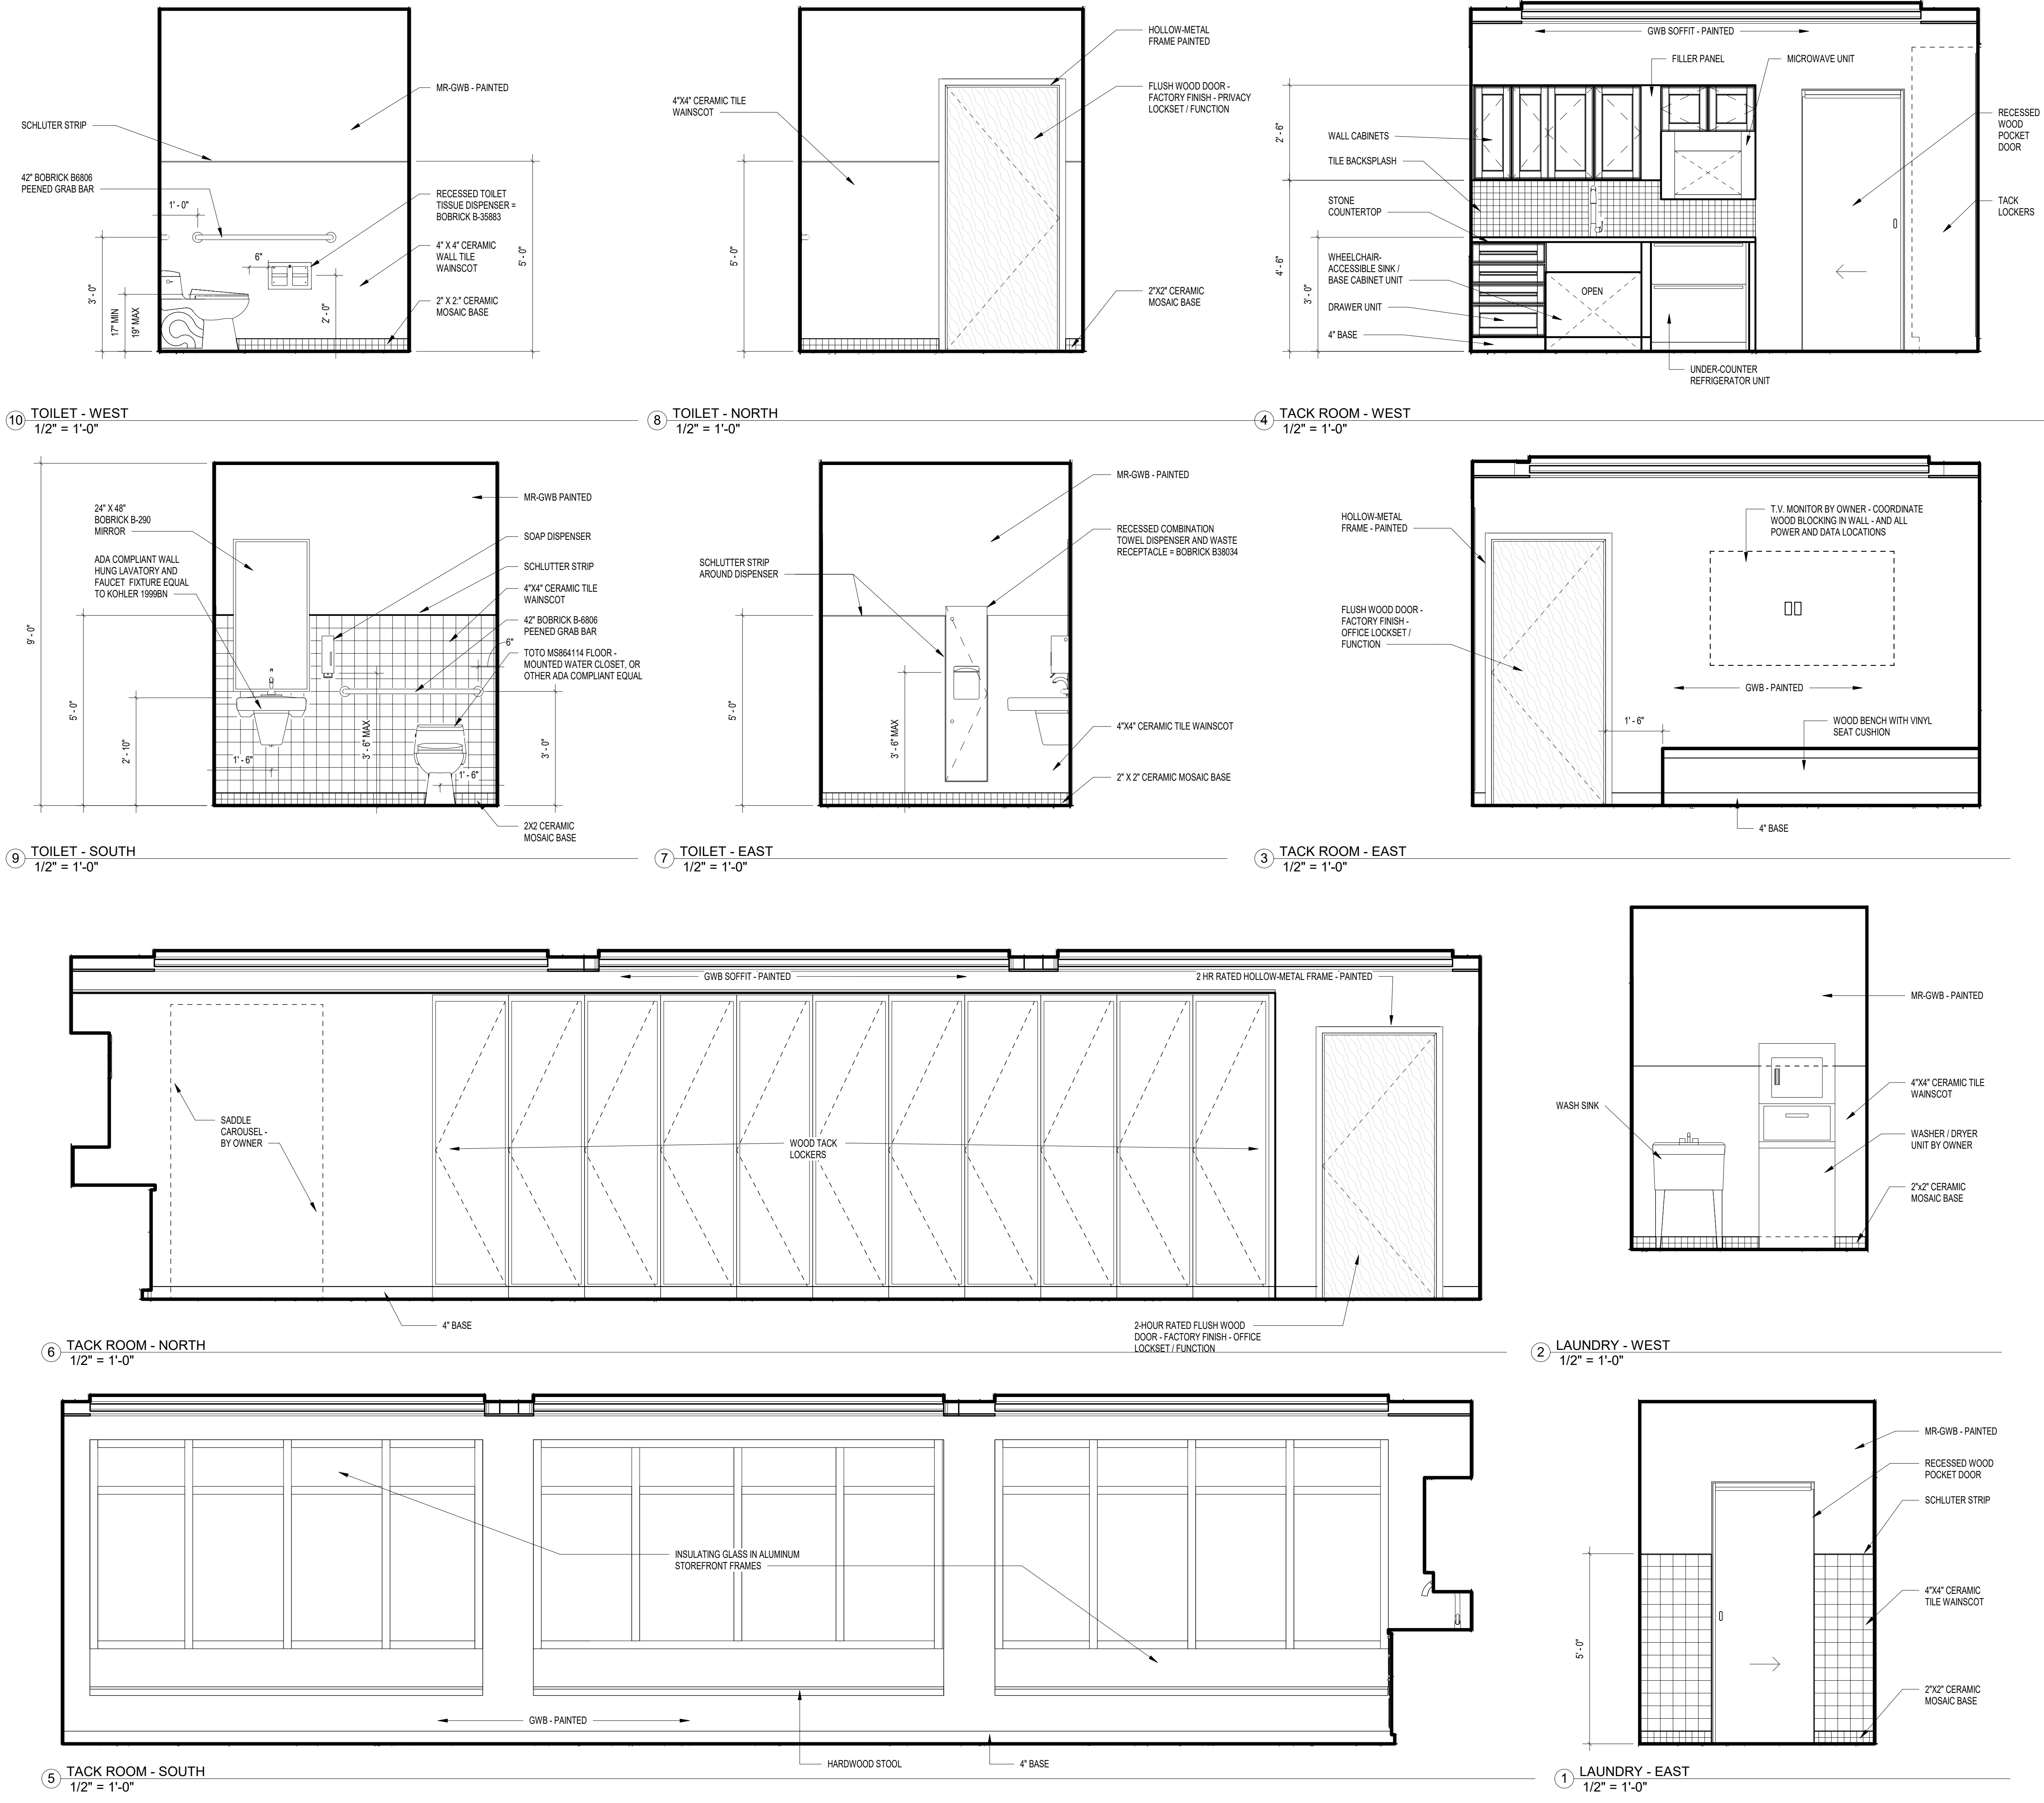 HOLLOW-METAL
FRAME PAINTED
GWB SOFFIT - PAINTED
FILLER PANEL
MICROWAVE UNIT
MR-GWB - PAINTED
4"X4" CERAMIC TILE
WAINSCOT
FLUSH WOOD DOOR -
FACTORY FINISH - PRIVACY
LOCKSET / FUNCTION
SCHLUTER STRIP
42" BOBRICK B6806
PEENED GRAB BAR
1' - 0"
RECESSED TOILET
TISSUE DISPENSER =
BOBRICK B-35883
6"
4" X 4" CERAMIC
WALL TILE
WAINSCOT
2" X 2:" CERAMIC
MOSAIC BASE
3' - 0"
17" MIN
19" MAX
2' - 0"
5' - 0"
5' - 0"
2"X2" CERAMIC
MOSAIC BASE
2' - 6"
4' - 6"
3' - 0"
WALL CABINETS
TILE BACKSPLASH
STONE
COUNTERTOP
WHEELCHAIR-
ACCESSIBLE SINK /
BASE CABINET UNIT
DRAWER UNIT
4" BASE
OPEN
RECESSED
WOOD
POCKET
DOOR
TACK
LOCKERS
UNDER-COUNTER
REFRIGERATOR UNIT
10 TOILET - WEST
1/2" = 1'-0"
8 TOILET - NORTH
1/2" = 1'-0"
4 TACK ROOM - WEST
1/2" = 1'-0"
9' - 0"
24" X 48"
BOBRICK B-290
MIRROR
ADA COMPLIANT WALL
HUNG LAVATORY AND
FAUCET FIXTURE EQUAL
TO KOHLER 1999BN
5' - 0"
2' - 10"
1' - 6"
3' - 6" MAX
1' - 6"
3' - 0"
6"
MR-GWB PAINTED
SOAP DISPENSER
SCHLUTTER STRIP
4"X4" CERAMIC TILE
WAINSCOT
42" BOBRICK B-6806
PEENED GRAB BAR
TOTO MS864114 FLOOR -
MOUNTED WATER CLOSET, OR
OTHER ADA COMPLIANT EQUAL
2X2 CERAMIC
MOSAIC BASE
SCHLUTTER STRIP
AROUND DISPENSER
5' - 0"
3' - 6" MAX
MR-GWB - PAINTED
RECESSED COMBINATION
TOWEL DISPENSER AND WASTE
RECEPTACLE = BOBRICK B38034
4"X4" CERAMIC TILE WAINSCOT
2" X 2" CERAMIC MOSAIC BASE
HOLLOW-METAL
FRAME - PAINTED
FLUSH WOOD DOOR -
FACTORY FINISH -
OFFICE LOCKSET /
FUNCTION
T.V. MONITOR BY OWNER - COORDINATE
WOOD BLOCKING IN WALL - AND ALL
POWER AND DATA LOCATIONS
GWB - PAINTED
1' - 6"
WOOD BENCH WITH VINYL
SEAT CUSHION
4" BASE
9 TOILET - SOUTH
1/2" = 1'-0"
7 TOILET - EAST
1/2" = 1'-0"
3 TACK ROOM - EAST
1/2" = 1'-0"
GWB SOFFIT - PAINTED
2 HR RATED HOLLOW-METAL FRAME - PAINTED
SADDLE
CAROUSEL -
BY OWNER
WOOD TACK
LOCKERS
4" BASE
2-HOUR RATED FLUSH WOOD
DOOR - FACTORY FINISH - OFFICE
LOCKSET / FUNCTION
MR-GWB - PAINTED
WASH SINK
4"X4" CERAMIC TILE
WAINSCOT
WASHER / DRYER
UNIT BY OWNER
2"x2" CERAMIC
MOSAIC BASE
6 TACK ROOM - NORTH
1/2" = 1'-0"
2 LAUNDRY - WEST
1/2" = 1'-0"
INSULATING GLASS IN ALUMINUM
STOREFRONT FRAMES
GWB - PAINTED
HARDWOOD STOOL
4" BASE
MR-GWB - PAINTED
RECESSED WOOD
POCKET DOOR
SCHLUTER STRIP
4"X4" CERAMIC
TILE WAINSCOT
2"X2" CERAMIC
MOSAIC BASE
5' - 0"
5 TACK ROOM - SOUTH
1/2" = 1'-0"
1 LAUNDRY - EAST
1/2" = 1'-0"